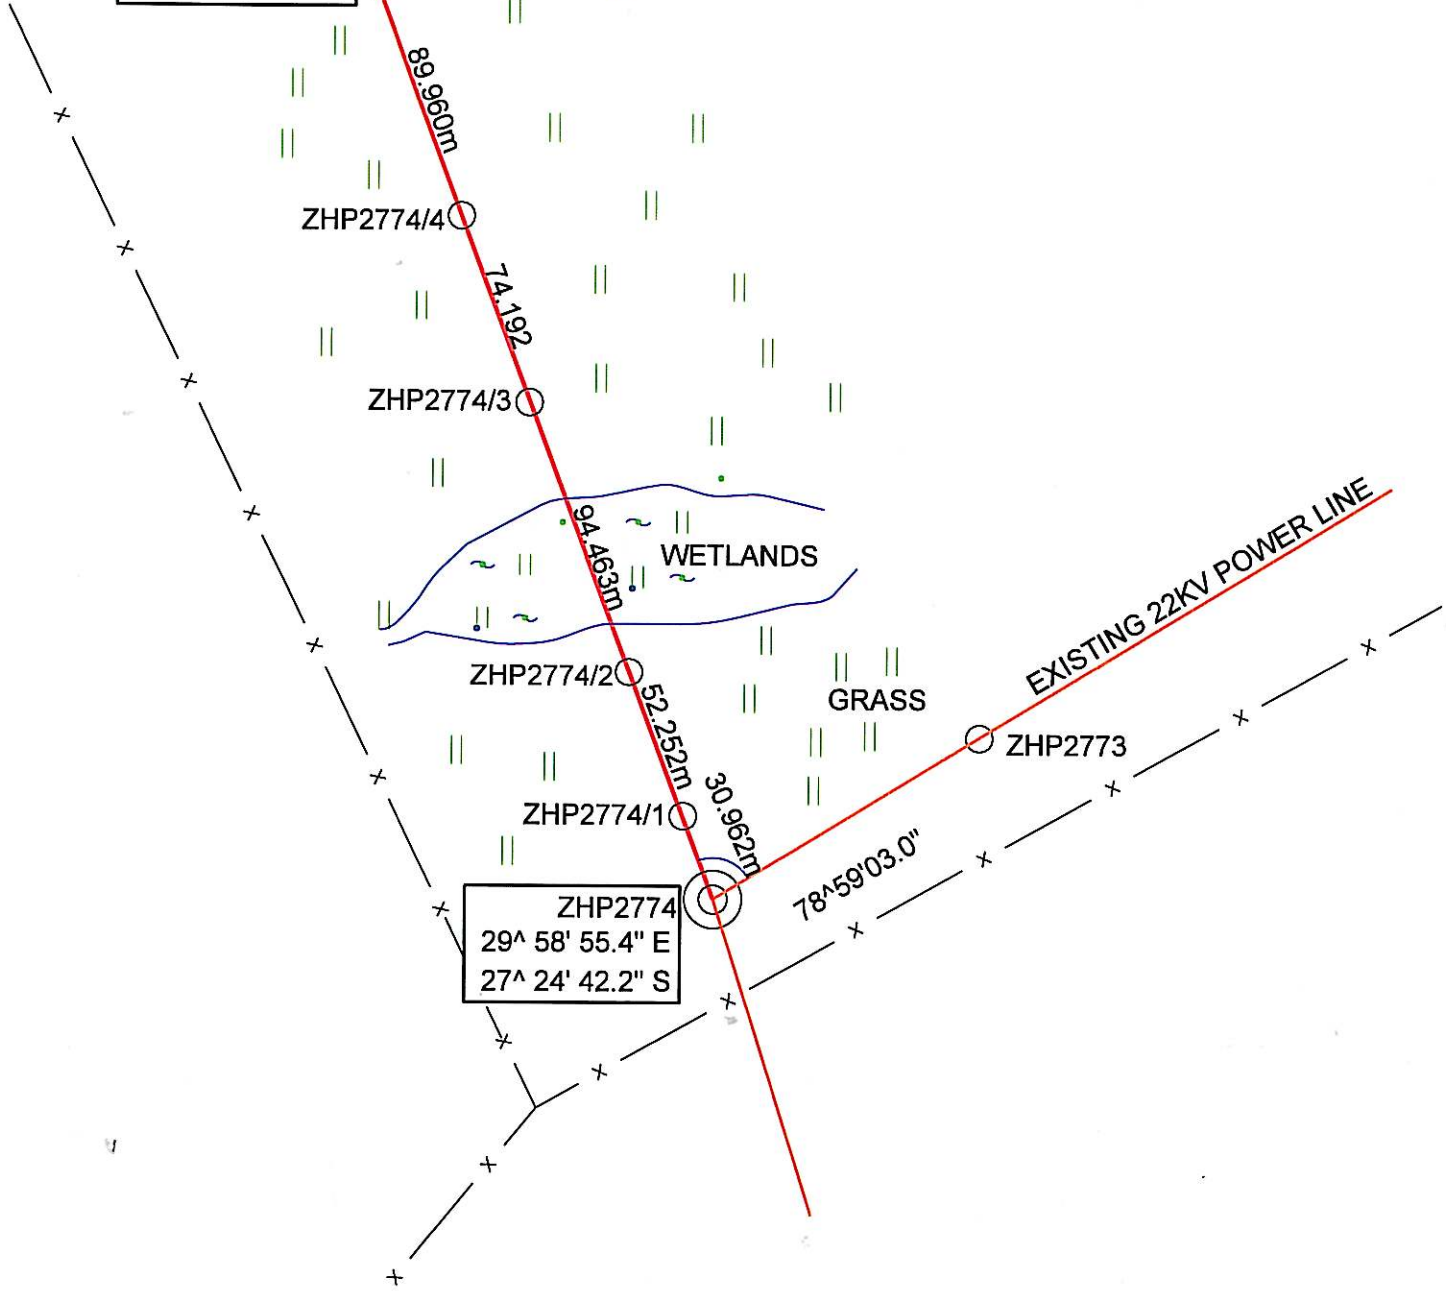 89.960m
ZHP2774/4
74.192
ZHP2774/3
94.463m
WETLANDS
EXISTING 22KV POWER LINE
ZHP2774/2
52.252m
GRASS
ZHP2773
30.962m
ZHP2774/1
78^59'03.0"
ZHP2774
29^ 58' 55.4" E
27^ 24' 42.2" S